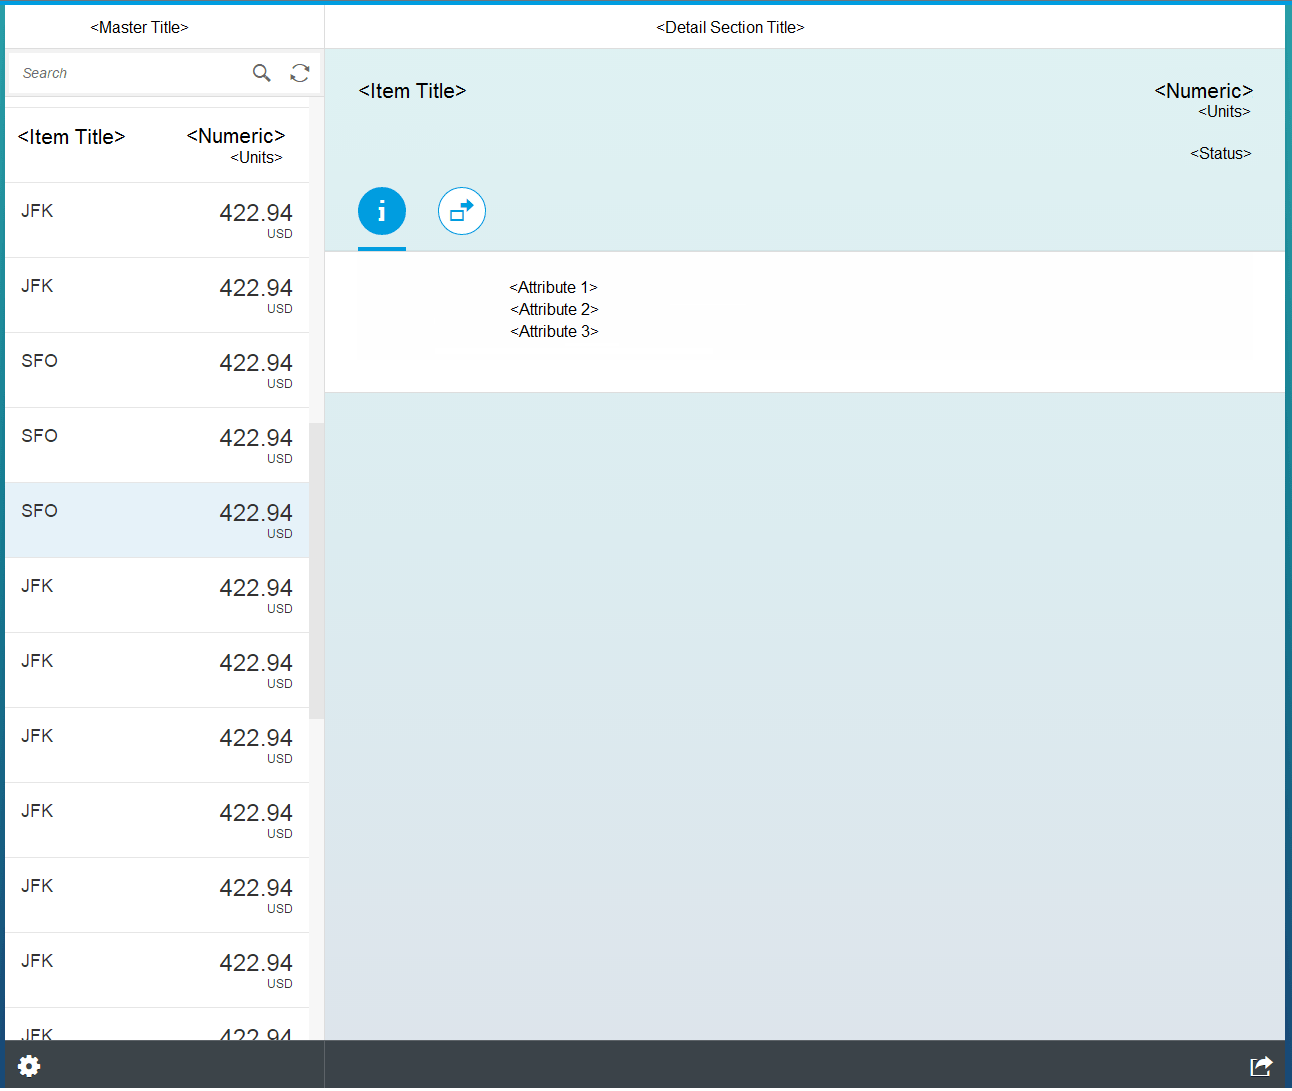 <Master Title>
<Detail Section Title>
Search
<Item Title>
<Numeric>
<Units>
JFK
422.94
USD
JFK
422.94
USD
SFO
422.94
USD
SFO
422.94
USD
SFO
422.94
USD
JFK
422.94
USD
JFK
422.94
USD
JFK
422.94
USD
JFK
422.94
USD
JFK
422.94
USD
JFK
422.94
USD
JFK
422.94
<Item Title>
<Numeric>
<Units>
<Status>
i
<Attribute 1>
<Attribute 2>
<Attribute 3>